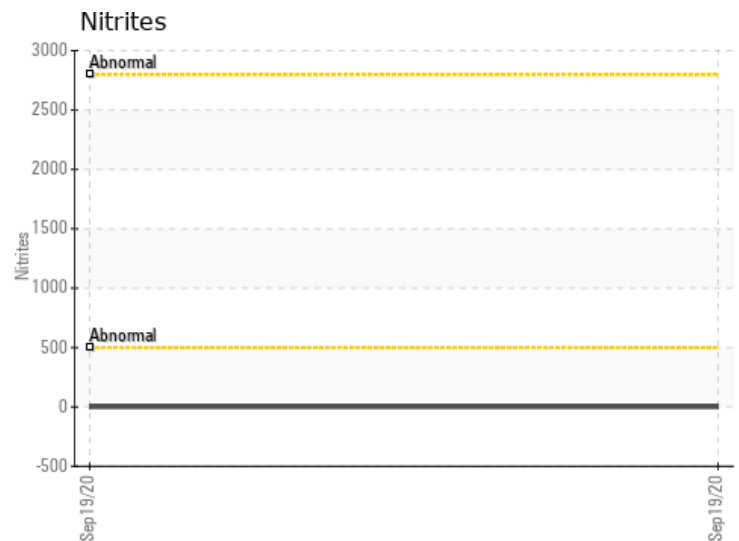 Nitrites
3000
Abnormal
2500
2000
1500
Nitrites
1000
Abnormal
500
0
-500
Sep19/20
Sep19/20